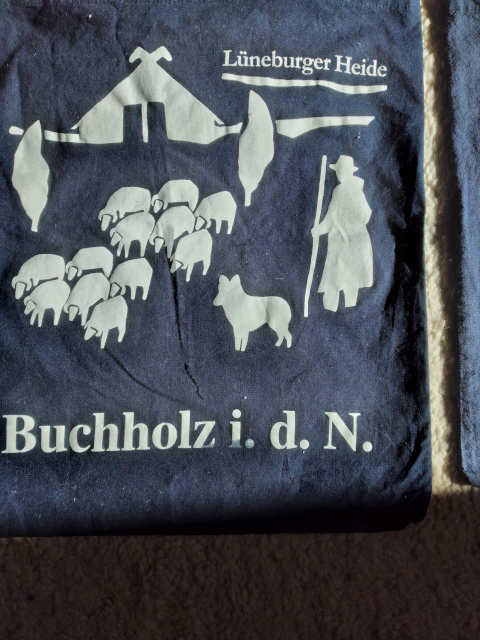 Lüneburger Heide
Buchholz i. d. N.